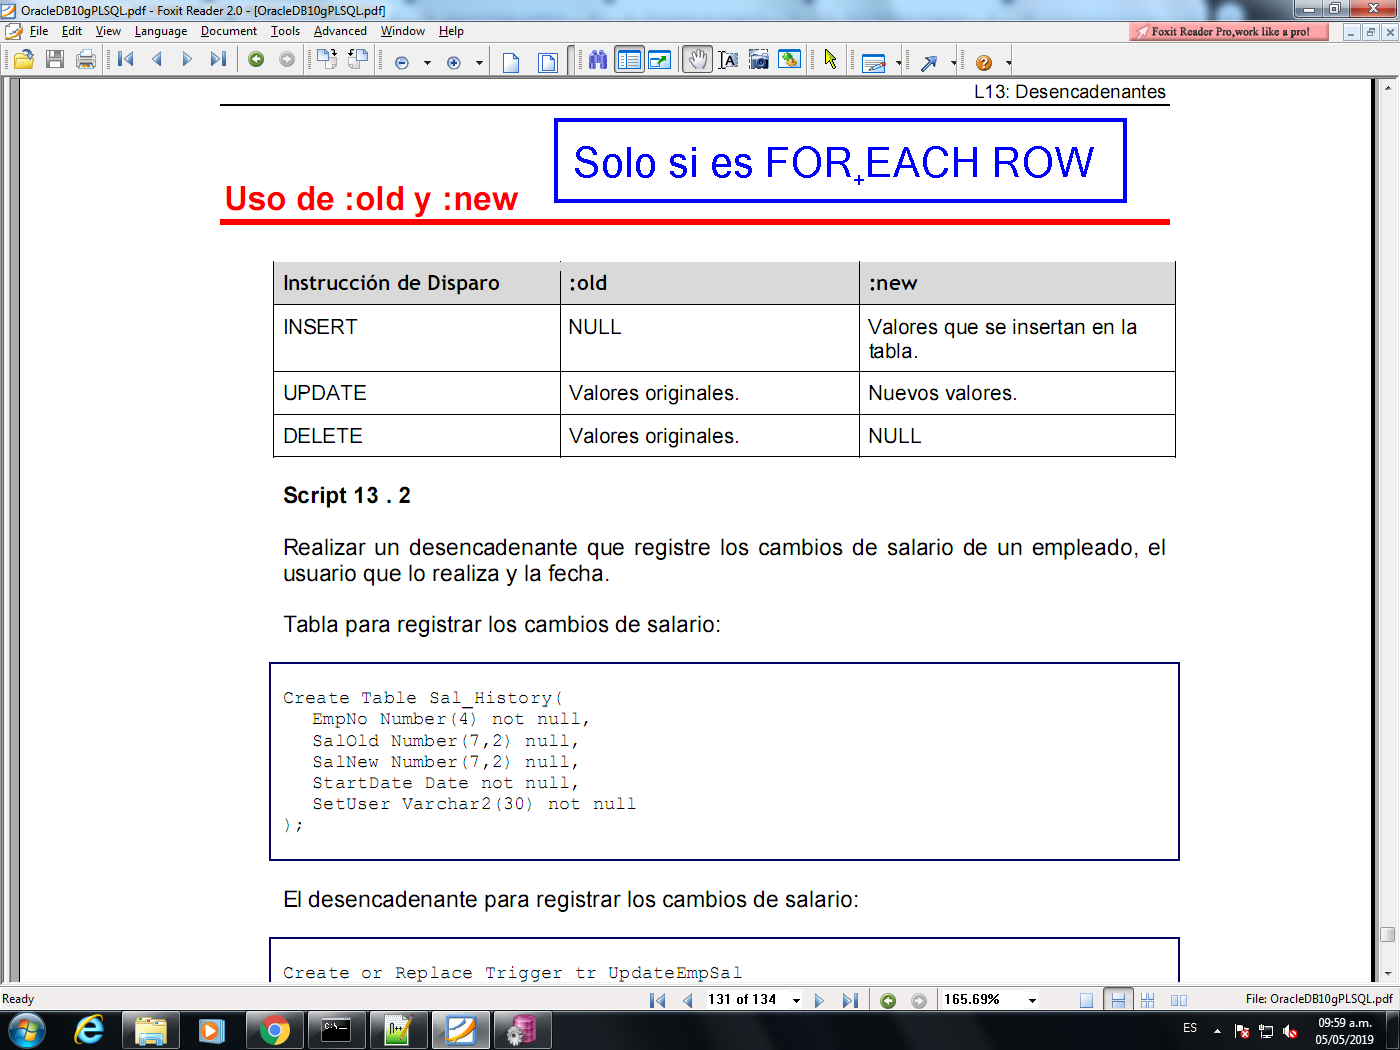 OracleDB10gPLSQL.pdf - Foxit Reader 2.0 - [OracleDB10gPLSQL.pdf]
File Edit View Language Document Tools Advanced Window Help
Foxit Reader Pro,work like a pro!
L13: Desencadenantes
Solo si es FOR EACH ROW
Uso de :old y :new
Instrucción de Disparo :old :new
INSERT NULL Valores que se insertan en la
tabla.
UPDATE Valores originales. Nuevos valores.
DELETE Valores originales. NULL
Script 13 . 2
Realizar un desencadenante que registre los cambios de salario de un empleado, el
usuario que lo realiza y la fecha.
Tabla para registrar los cambios de salario:
Create Table Sal_History(
EmpNo Number(4) not null,
SalOld Number(7,2) null,
SalNew Number(7,2) null,
StartDate Date not null,
SetUser Varchar2(30) not null
);
El desencadenante para registrar los cambios de salario:
Create or Replace Trigger tr UpdateEmpSal
Ready 131 of 134 165.69% File: OracleDB10gPLSQL.pdf
ES 09:59 a.m.
05/05/2019